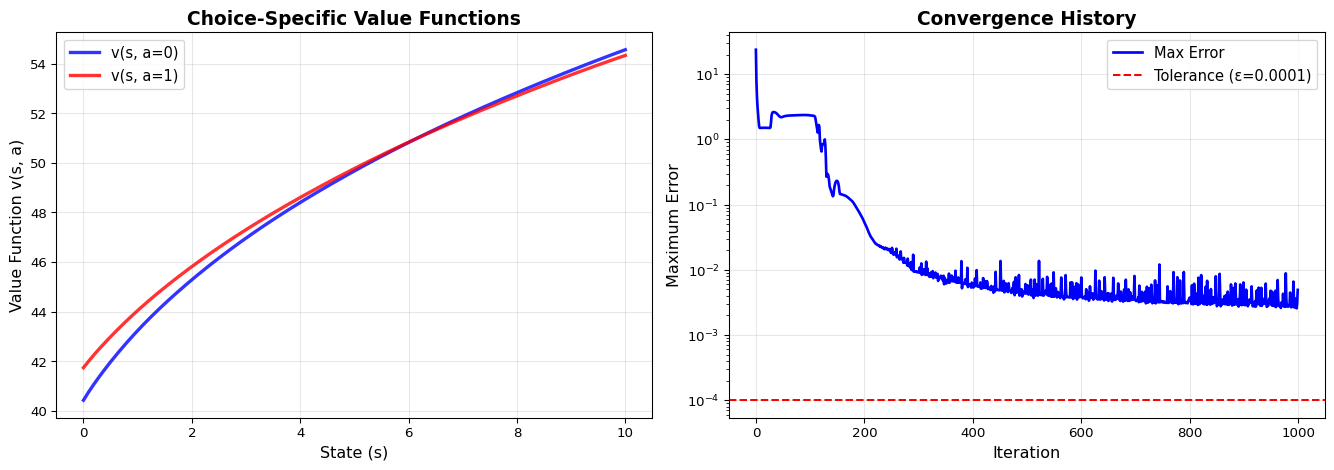 Choice-Specific Value Functions
v(s, a=0)
v(s, a=1)
Value Function v(s, a)
54
52
50
48
46
44
42
40
0 2 4 6 8 10
State (s)
Convergence History
Max Error
Tolerance (ε=0.0001)
Maximum Error
10¹
10⁰
10⁻¹
10⁻²
10⁻³
10⁻⁴
0 200 400 600 800 1000
Iteration